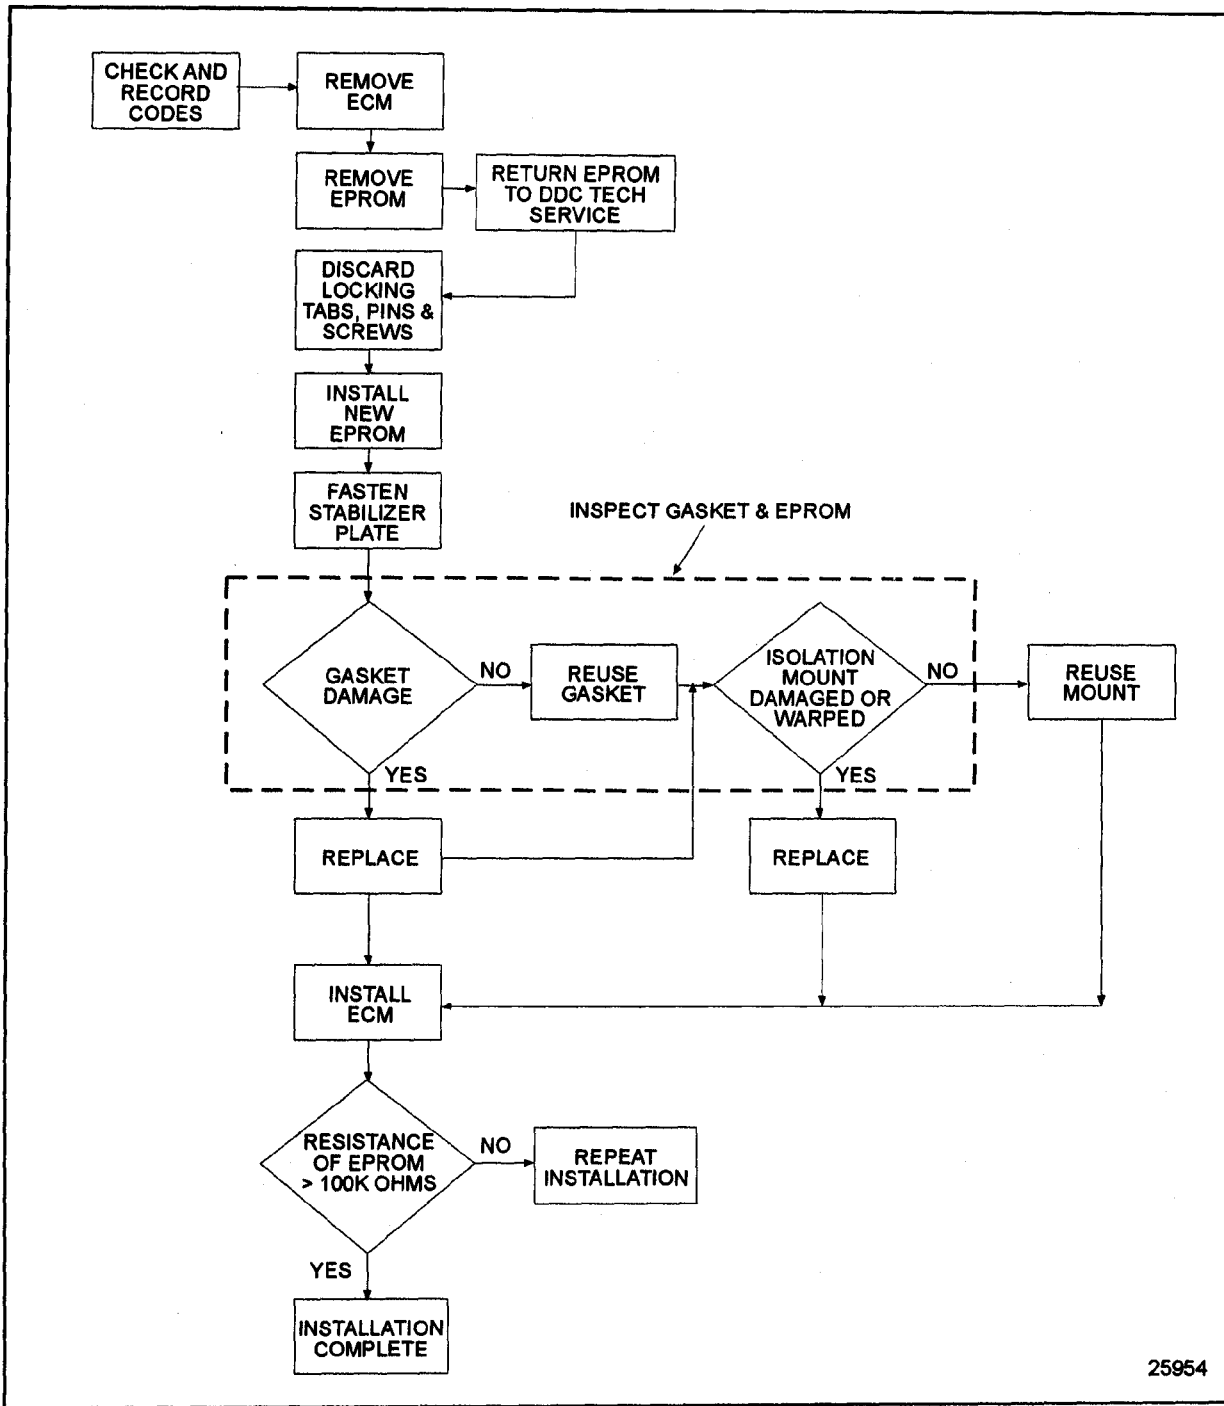 CHECK AND
RECORD
CODES
REMOVE
ECM
REMOVE
EPROM
RETURN EPROM
TO DDC TECH
SERVICE
DISCARD
LOCKING
TABS, PINS &
SCREWS
INSTALL
NEW
EPROM
FASTEN
STABILIZER
PLATE
INSPECT GASKET & EPROM
GASKET
DAMAGE
NO
REUSE
GASKET
ISOLATION
MOUNT
DAMAGED OR
WARPED
NO
REUSE
MOUNT
YES
YES
REPLACE
REPLACE
INSTALL
ECM
RESISTANCE
OF EPROM
> 100K OHMS
NO
REPEAT
INSTALLATION
YES
INSTALLATION
COMPLETE
25954